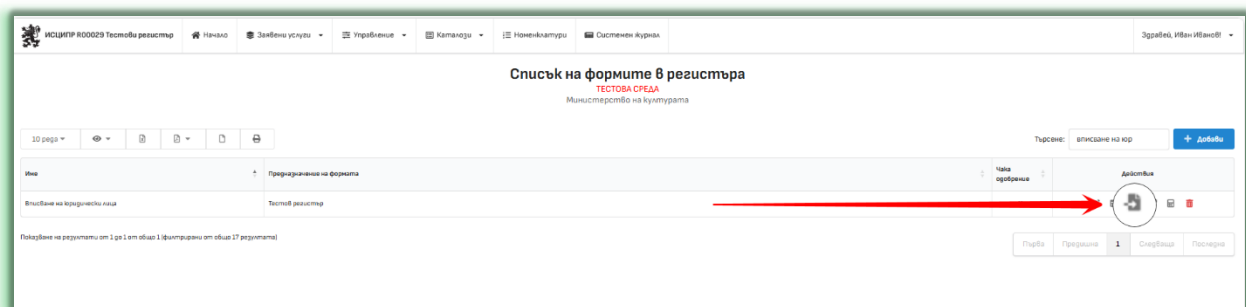 ИСЦИПР R00029 Тестови регистър Начало Заявени услуги Управление Каталози Номенклатури Системен журнал Здравей, Иван Иванов!
Списък на формите в регистъра
ТЕСТОВА СРЕДА
Министерство на културата
10 реда Търсене: вписване на юр + Добави
Име Предназначение на формата Чака одобрение Действия
Вписване на юридически лица Тестов регистър
Показване на резултати от 1 до 1 от общо 1 (филтрирани от общо 17 резултата)
Първа Предишна 1 Следваща Последна